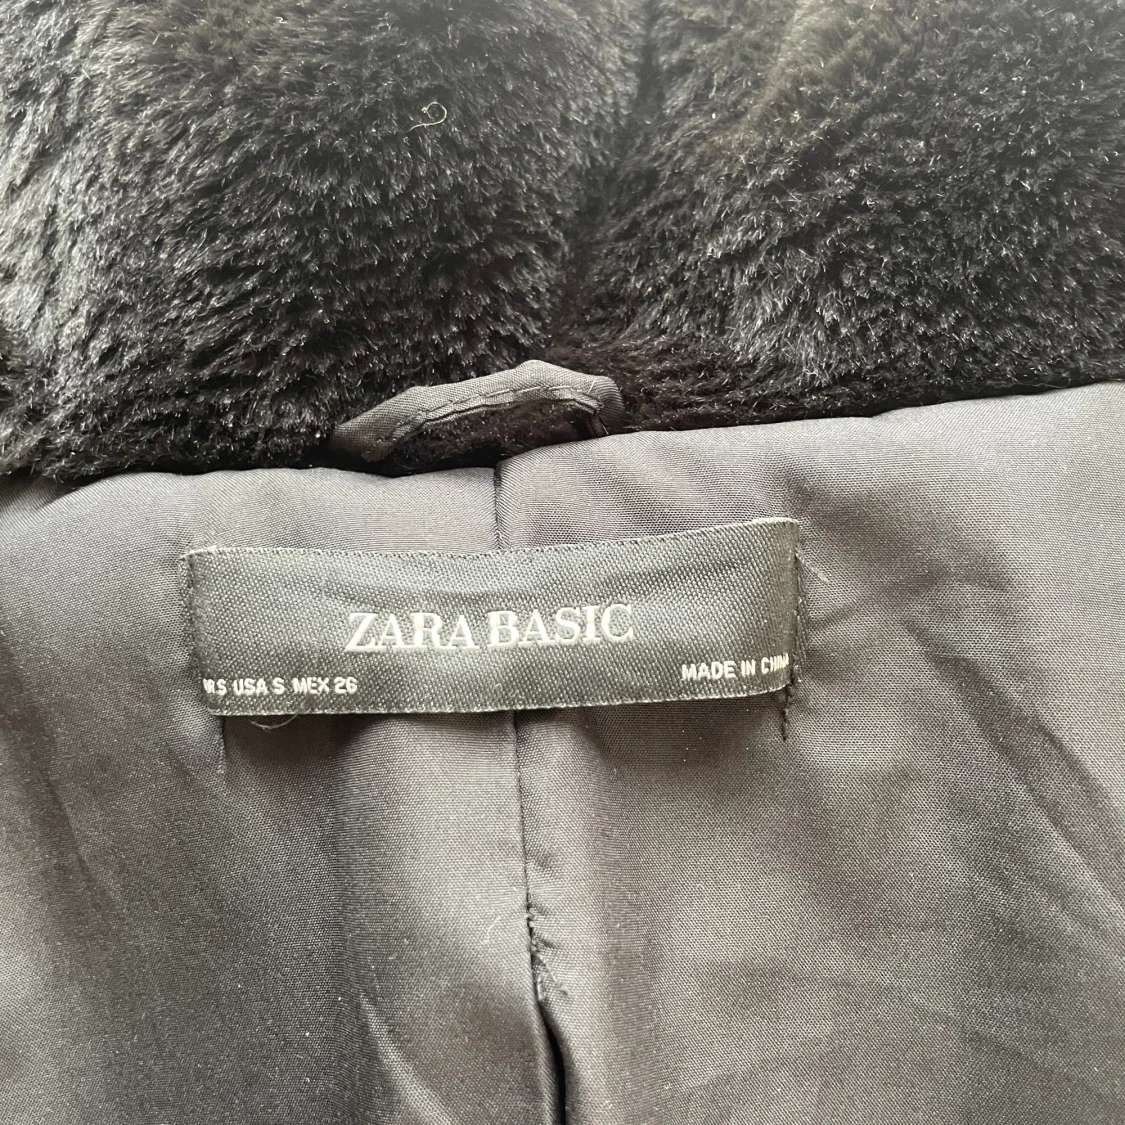 ZARA BASIC
USA S MEX 26
MADE IN CHINA